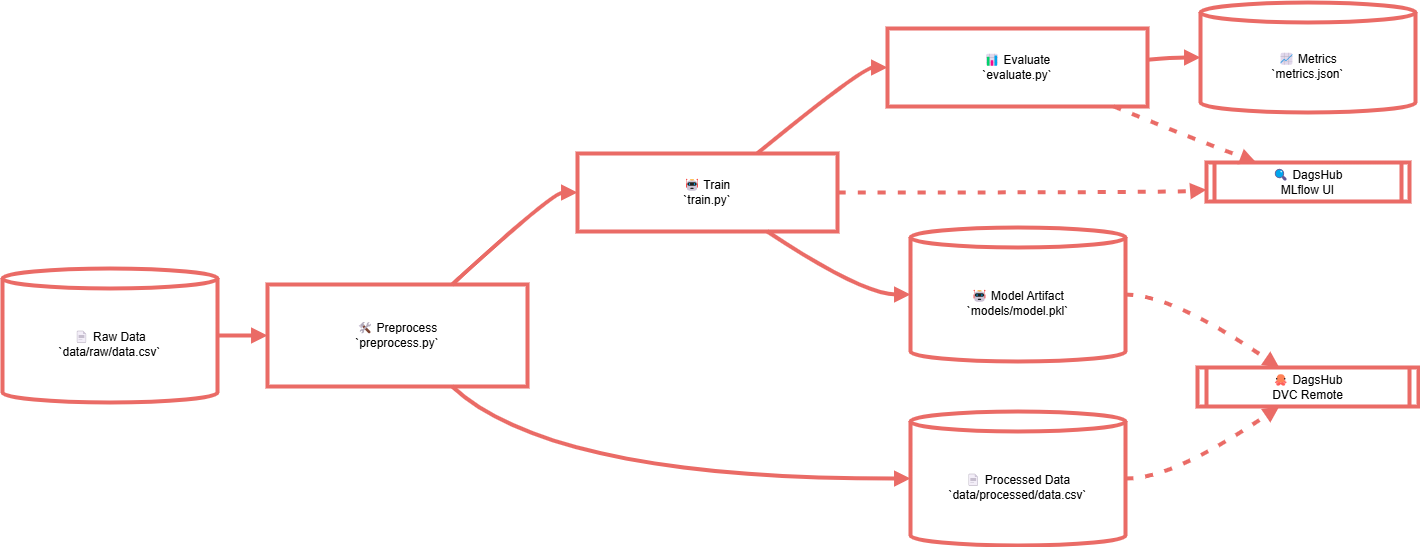 📊 Evaluate
`evaluate.py`
📈 Metrics
`metrics.json`
🤖 Train
`train.py`
🔍 DagsHub
MLflow UI
📄 Raw Data
`data/raw/data.csv`
🛠 Preprocess
`preprocess.py`
🤖 Model Artifact
`models/model.pkl`
🐙 DagsHub
DVC Remote
📄 Processed Data
`data/processed/data.csv`